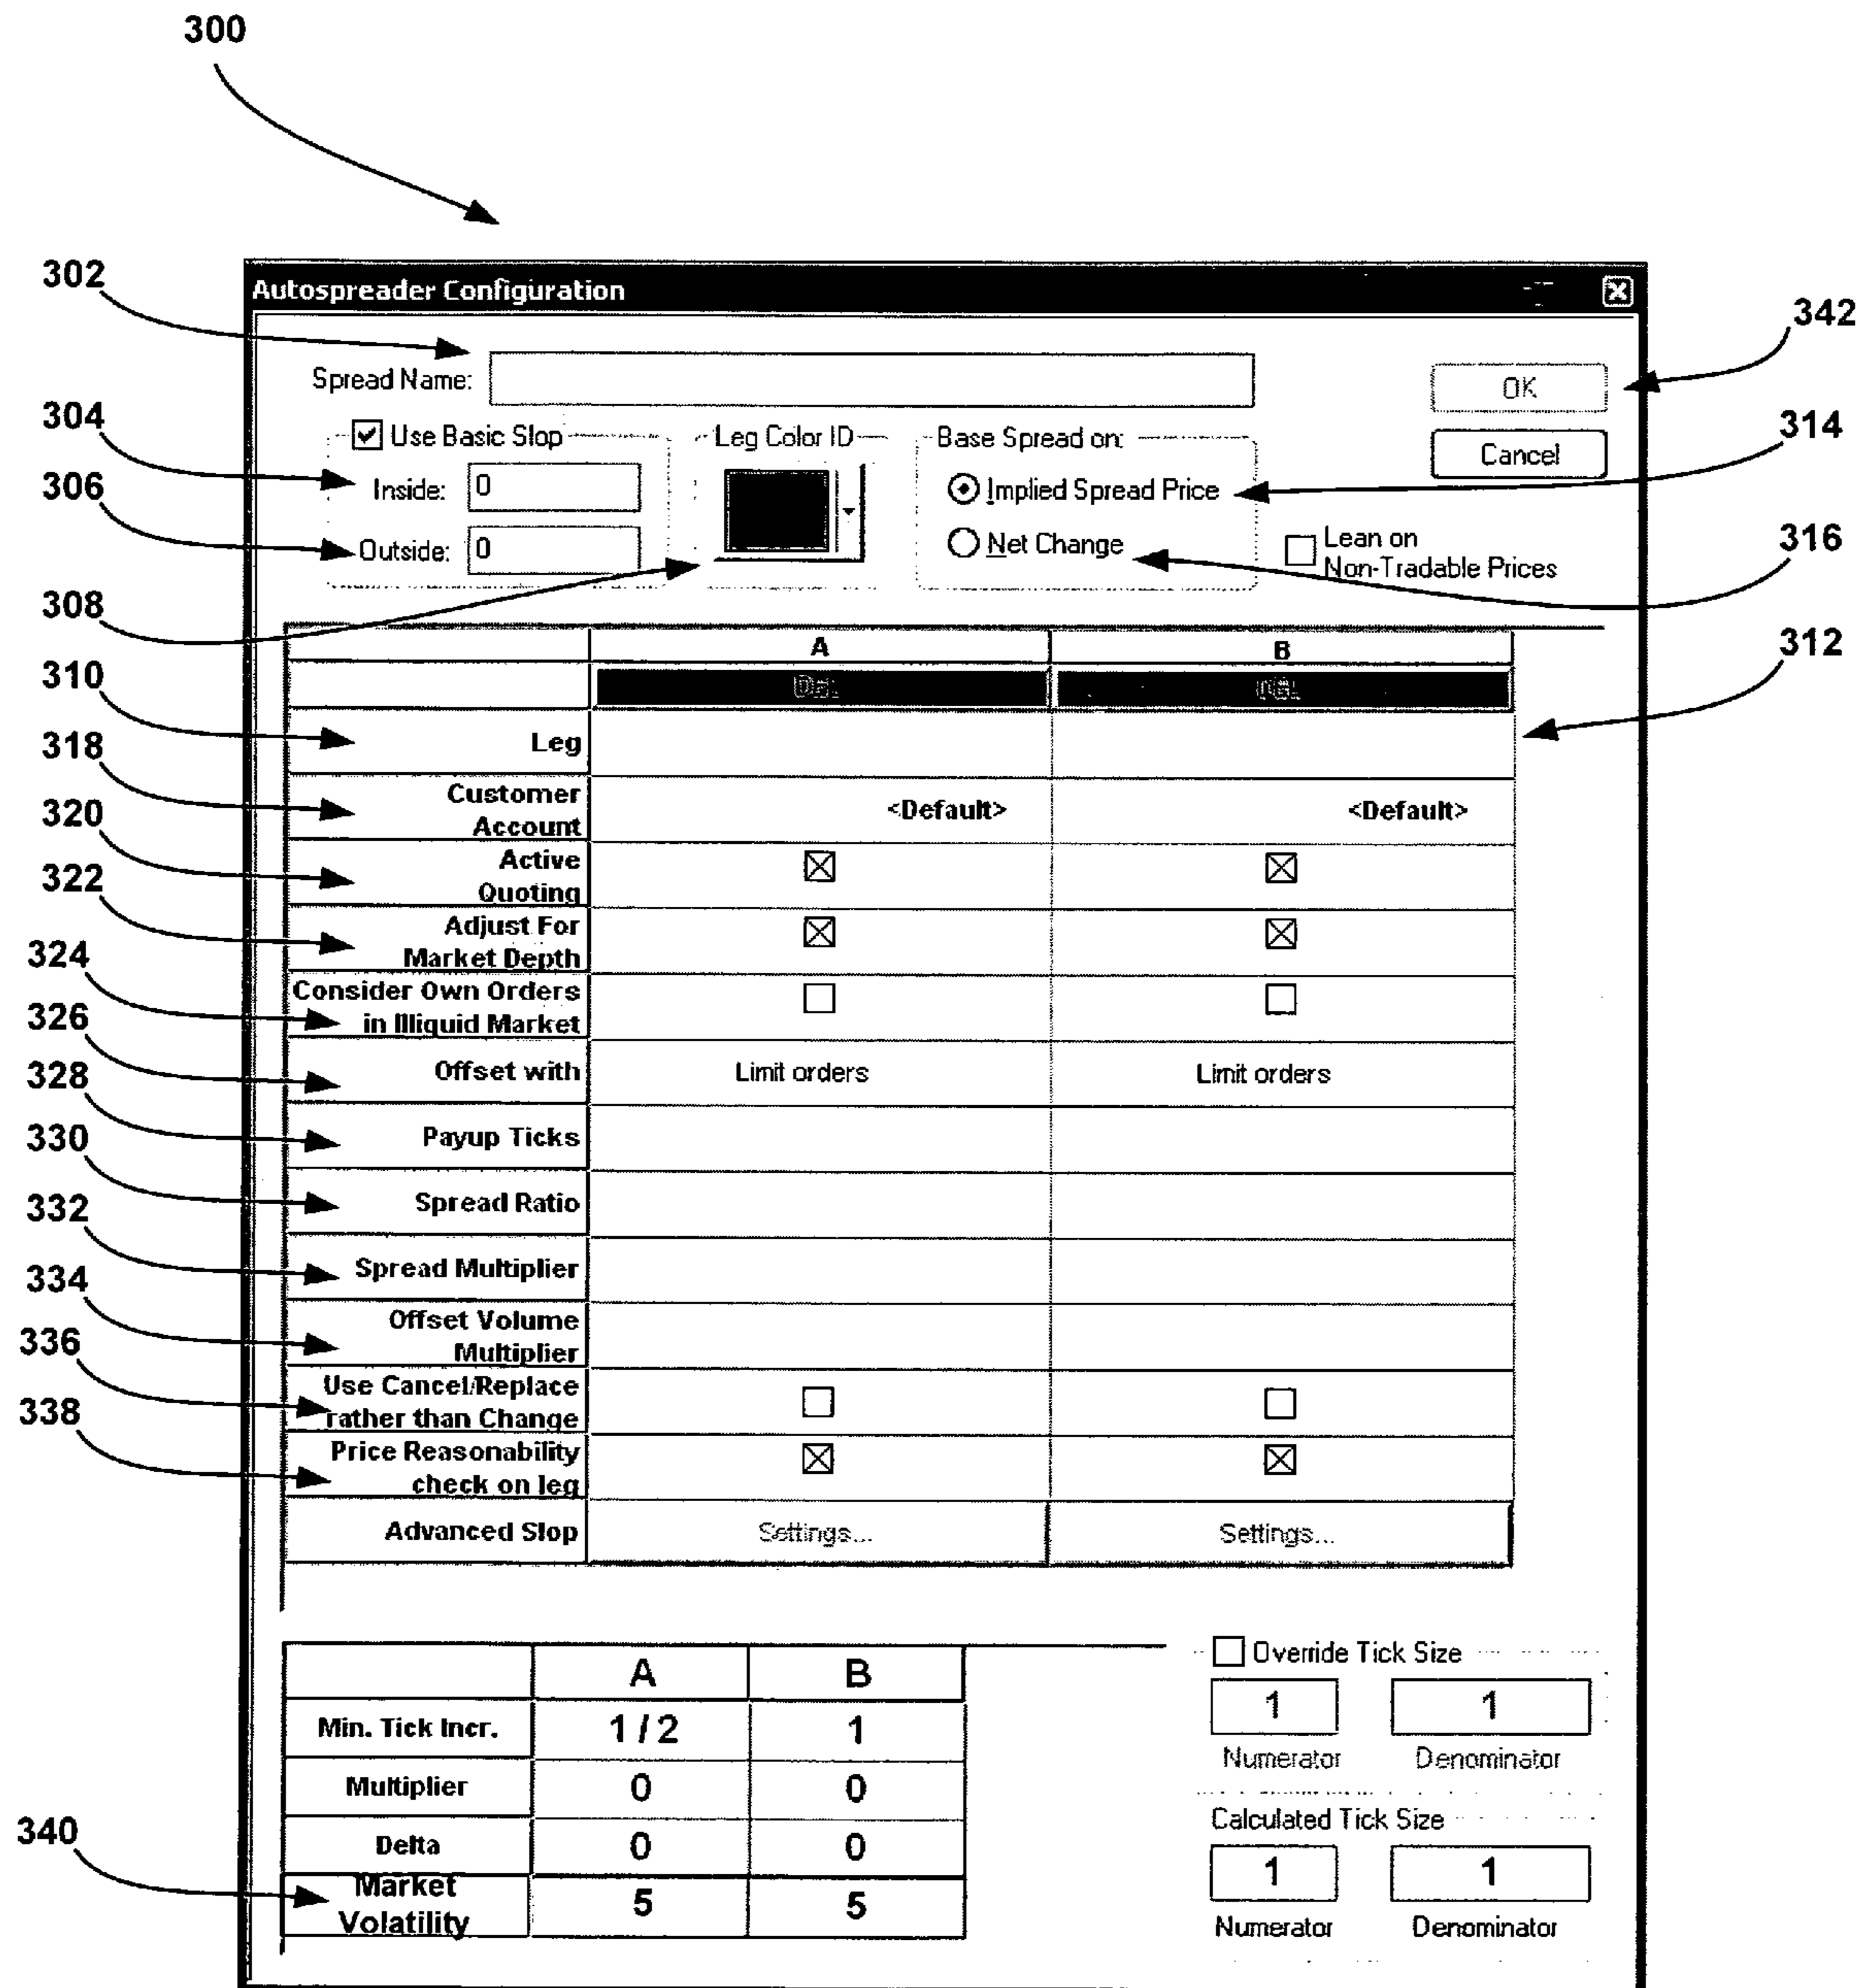 300
302
Autospreader Configuration
342
Spread Name:
OK
304
Use Basic Slop
Leg Color ID
Base Spread on:
314
Cancel
Inside: 0
Implied Spread Price
306
Outside: 0
Net Change
Lean on
Non-Tradable Prices
316
308
A B
312
310
Leg
318
Customer
Account
<Default> <Default>
320
Active
Quoting
322
Adjust For
Market Depth
324
Consider Own Orders
in Illiquid Market
326
Offset with Limit orders Limit orders
328
Payup Ticks
330
Spread Ratio
332
Spread Multiplier
334
Offset Volume
Multiplier
336
Use Cancel/Replace
rather than Change
338
Price Reasonability
check on leg
Advanced Slop Settings... Settings...
A B
Min. Tick Incr. 1/2 1
Multiplier 0 0
Delta 0 0
340
Market
Volatility
5 5
Override Tick Size
1 1
Numerator Denominator
Calculated Tick Size
1 1
Numerator Denominator